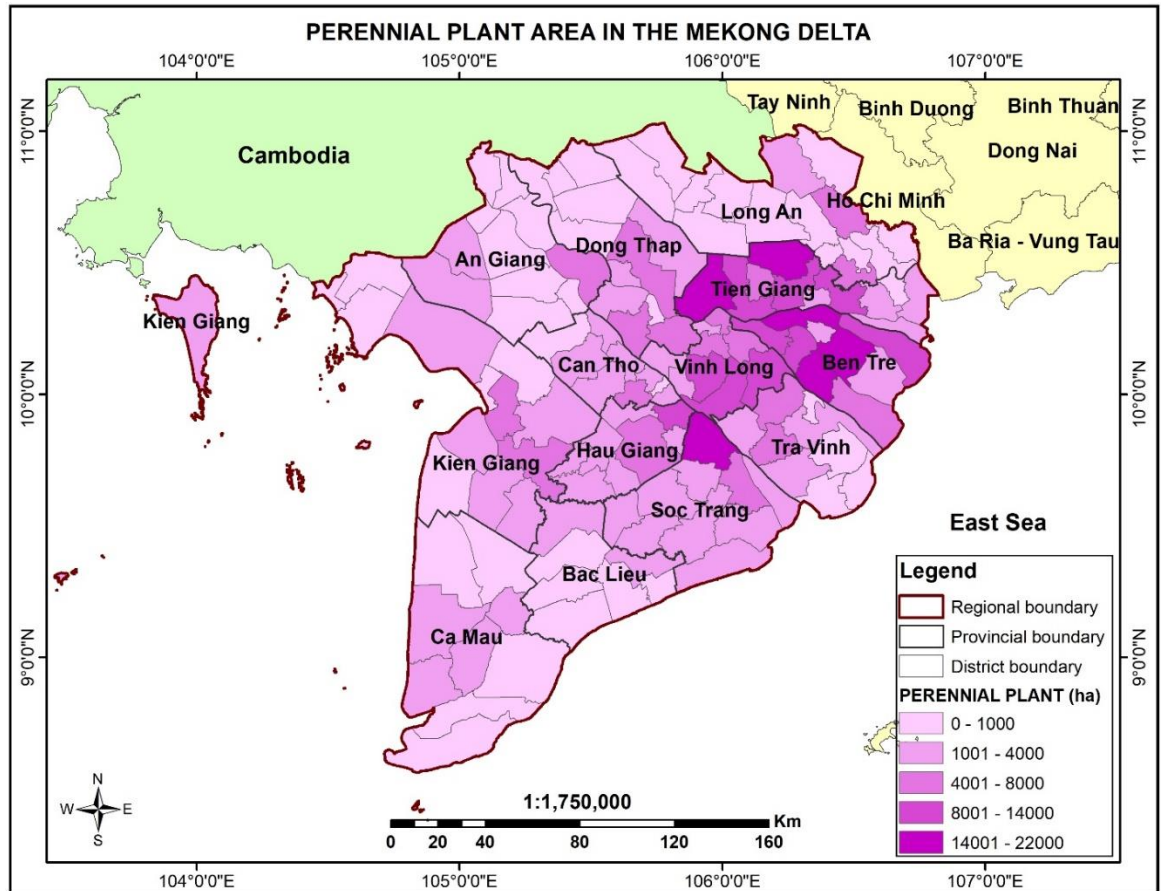 PERENNIAL PLANT AREA IN THE MEKONG DELTA
104°0'0"E 105°0'0"E 106°0'0"E 107°0'0"E
11°0'0"N
11°0'0"N
Tay Ninh
Binh Duong
Binh Thuan
Cambodia
Dong Nai
Ho Chi Minh
Long An
Ba Ria - Vung Tau
Dong Thap
An Giang
Tien Giang
Kien Giang
Can Tho
Vinh Long
Ben Tre
10°0'0"N
10°0'0"N
Kien Giang
Hau Giang
Tra Vinh
Soc Trang
East Sea
Bac Lieu
Ca Mau
9°0'0"N
9°0'0"N
Legend
Regional boundary
Provincial boundary
District boundary
PERENNIAL PLANT (ha)
0 - 1000
1001 - 4000
4001 - 8000
8001 - 14000
14001 - 22000
N
W E
S
1:1,750,000
Km
0 10 20 40 80 120 160
104°0'0"E 105°0'0"E 106°0'0"E 107°0'0"E